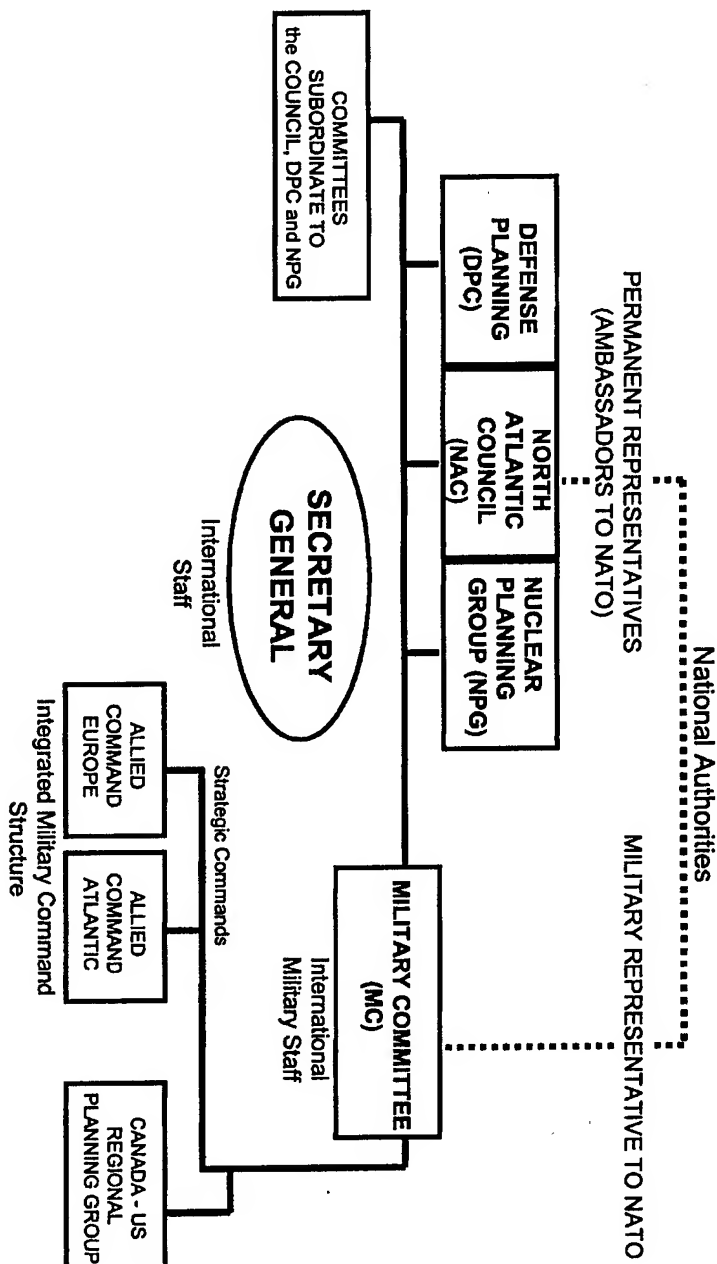 National Authorities
PERMANENT REPRESENTATIVES
(AMBASSADORS TO NATO)
MILITARY REPRESENTATIVE TO NATO
DEFENSE
PLANNING
(DPC)
NORTH
ATLANTIC
COUNCIL
(NAC)
NUCLEAR
PLANNING
GROUP (NPG)
COMMITTEES
SUBORDINATE TO
the COUNCIL, DPC and NPG
SECRETARY
GENERAL
International
Staff
MILITARY COMMITTEE
(MC)
International
Military Staff
Strategic Commands
ALLIED
COMMAND
EUROPE
ALLIED
COMMAND
ATLANTIC
Integrated Military Command
Structure
CANADA - US
REGIONAL
PLANNING GROUP